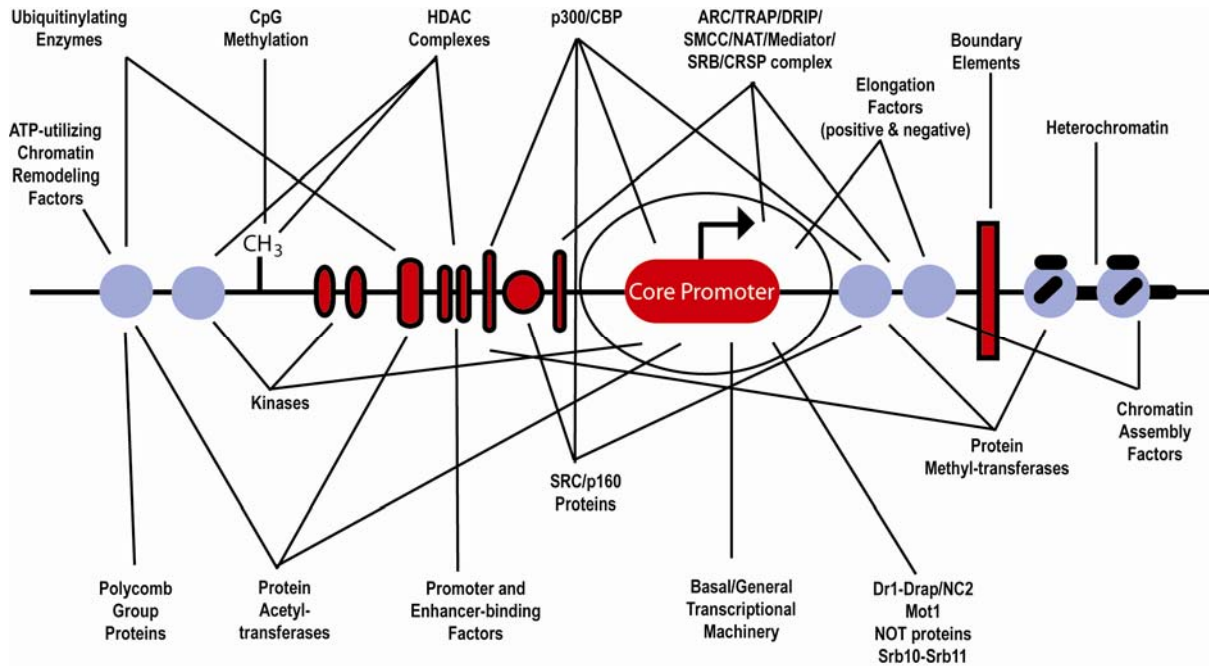 Ubiquitinylating
Enzymes
CpG
Methylation
HDAC
Complexes
p300/CBP
ARC/TRAP/DRIP/
SMCC/NAT/Mediator/
SRB/CRSP complex
Boundary
Elements
Elongation
Factors
(positive & negative)
Heterochromatin
ATP-utilizing
Chromatin
Remodeling
Factors
CH3
Core Promoter
Kinases
SRC/p160
Proteins
Protein
Methyl-transferases
Chromatin
Assembly
Factors
Polycomb
Group
Proteins
Protein
Acetyl-
transferases
Promoter and
Enhancer-binding
Factors
Basal/General
Transcriptional
Machinery
Dr1-Drap/NC2
Mot1
NOT proteins
Srb10-Srb11